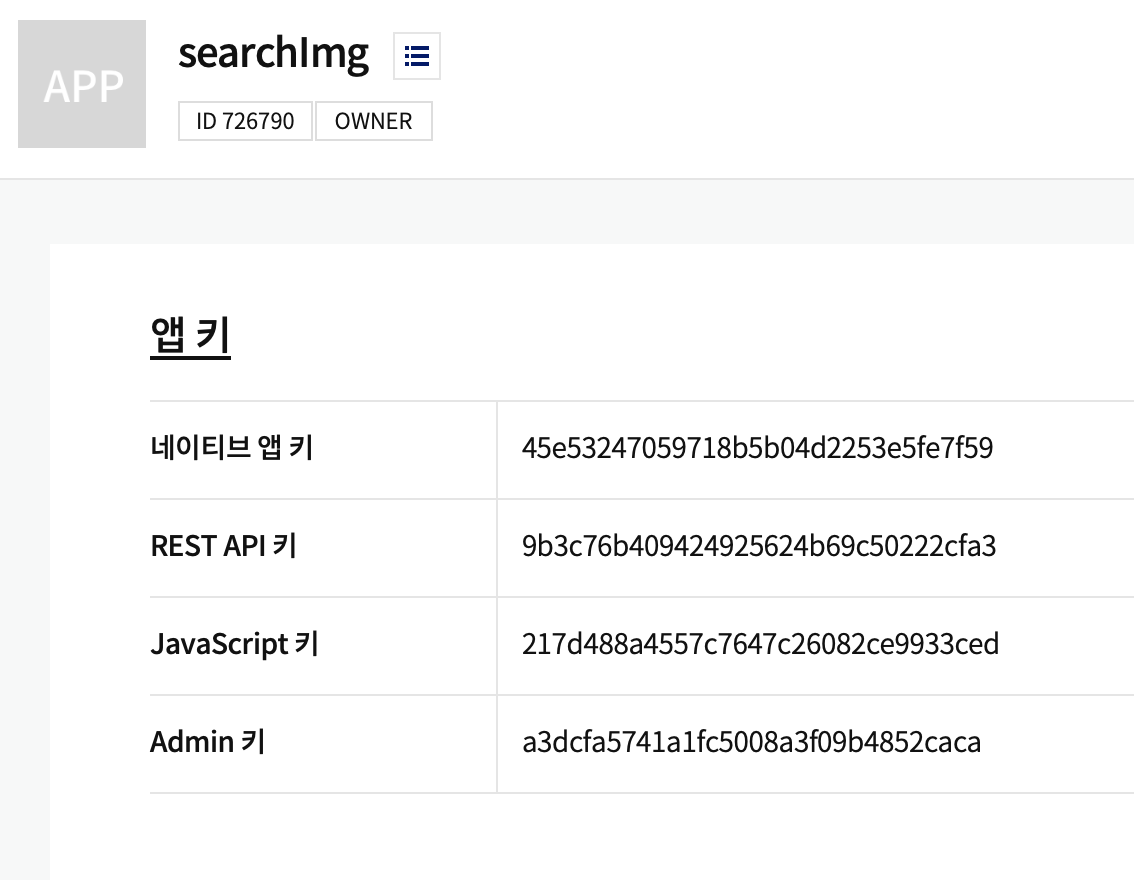 APP
searchImg
ID 726790 OWNER
앱 키
네이티브 앱 키 45e53247059718b5b04d2253e5fe7f59
REST API 키 9b3c76b409424925624b69c50222cfa3
JavaScript 키 217d488a4557c7647c26082ce9933ced
Admin 키 a3dcfa5741a1fc5008a3f09b4852caca